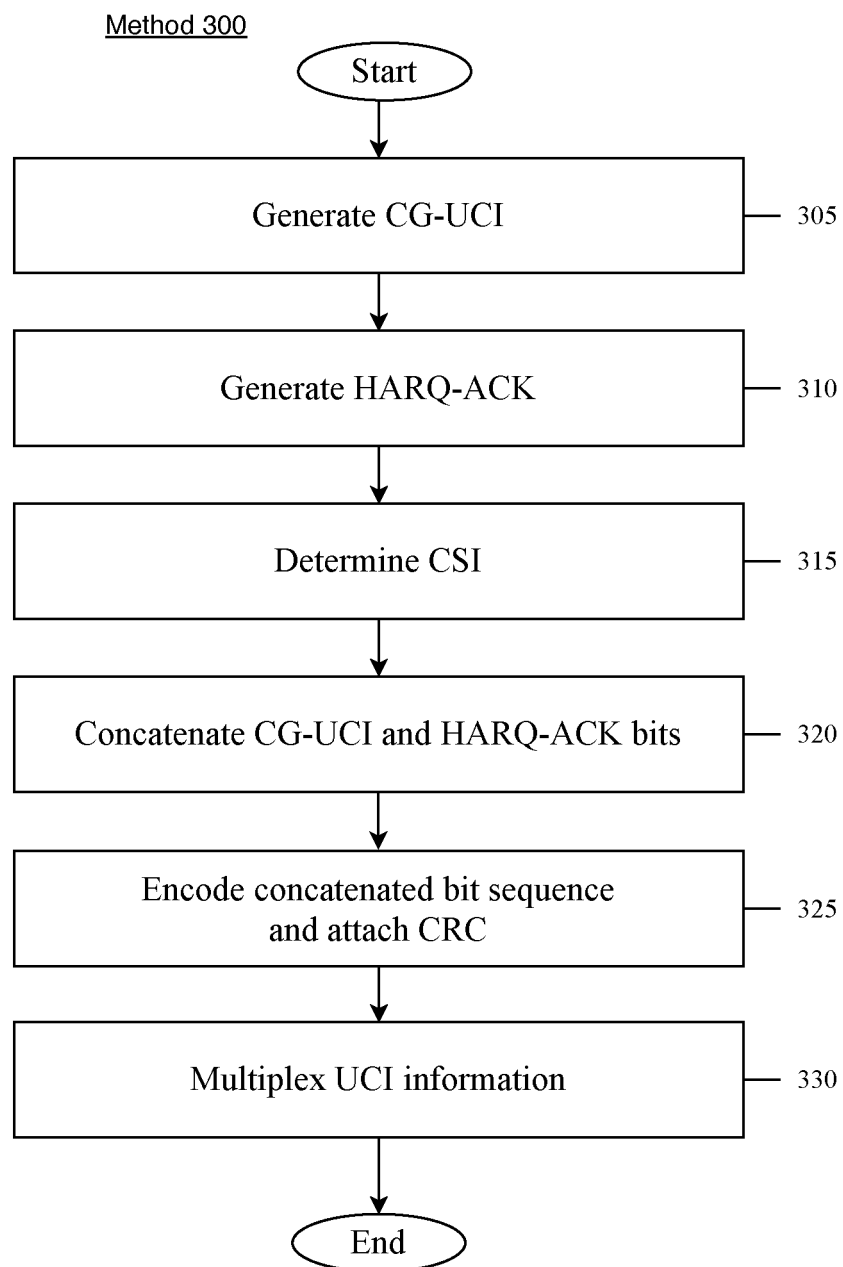 Method 300
Start
Generate CG-UCI
305
Generate HARQ-ACK
310
Determine CSI
315
Concatenate CG-UCI and HARQ-ACK bits
320
Encode concatenated bit sequence
and attach CRC
325
Multiplex UCI information
330
End